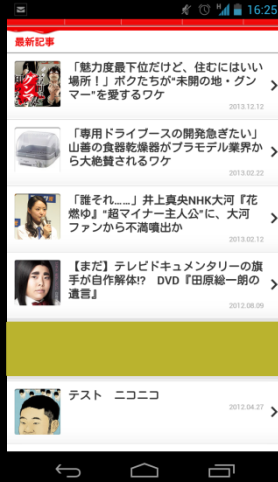 16:25
最新記事
「魅力度最下位だけど、住むにはいい
場所！」ボクたちが“未開の地・グン
マー”を愛するワケ
2013.12.12
「専用ドライブースの開発急ぎたい」
山善の食器乾燥器がプラモデル業界か
ら大絶賛されるワケ
2013.02.22
「誰それ……」井上真央NHK大河『花
燃ゆ』“超マイナー主人公”に、大河
ファンから不満噴出か
2013.02.12
【まだ】テレビドキュメンタリーの旗
手が自作解体!?　DVD『田原総一朗の
遺言』
2012.08.09
テスト　ニコニコ
2012.04.27